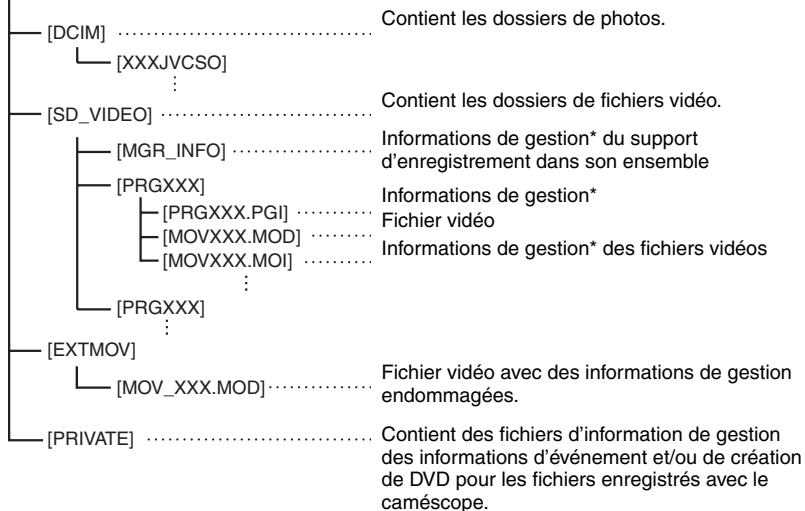 [DCIM] Contient les dossiers de photos.
[XXXJVCSO]
[SD_VIDEO] Contient les dossiers de fichiers vidéo.
[MGR_INFO] Informations de gestion* du support
d'enregistrement dans son ensemble
[PRGXXX]
[PRGXXX.PGI] Informations de gestion*
[MOVXXX.MOD] Fichier vidéo
[MOVXXX.MOI] Informations de gestion* des fichiers vidéos
[PRGXXX]
[EXTMOV]
[MOV_XXX.MOD] Fichier vidéo avec des informations de gestion
endommagées.
[PRIVATE] Contient des fichiers d'information de gestion
des informations d'événement et/ou de création
de DVD pour les fichiers enregistrés avec le
caméscope.